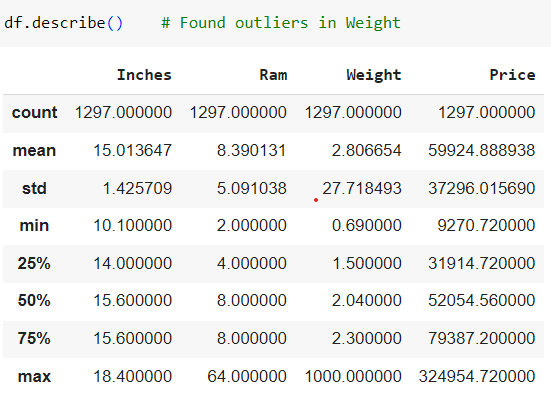 df.describe() # Found outliers in Weight
Inches Ram Weight Price
count 1297.000000 1297.000000 1297.000000 1297.000000
mean 15.013647 8.390131 2.806654 59924.888938
std 1.425709 5.091038 27.718493 37296.015690
min 10.100000 2.000000 0.690000 9270.720000
25% 14.000000 4.000000 1.500000 31914.720000
50% 15.600000 8.000000 2.040000 52054.560000
75% 15.600000 8.000000 2.300000 79387.200000
max 18.400000 64.000000 1000.000000 324954.720000